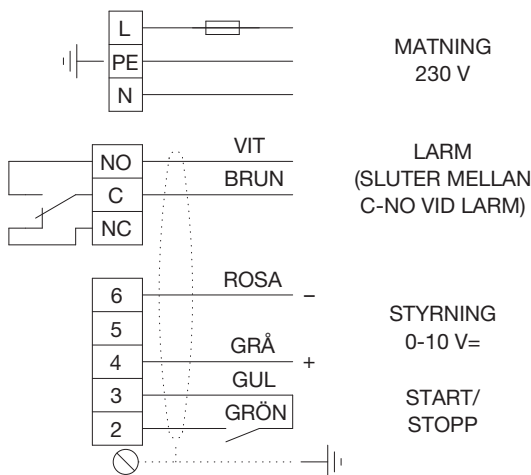 L
PE
N
MATNING
230 V
NO
C
NC
VIT
BRUN
LARM
(SLUTER MELLAN
C-NO VID LARM)
6
5
4
3
2
ROSA
–
GRÅ
+
GUL
GRÖN
STYRNING
0-10 V=
START/
STOPP